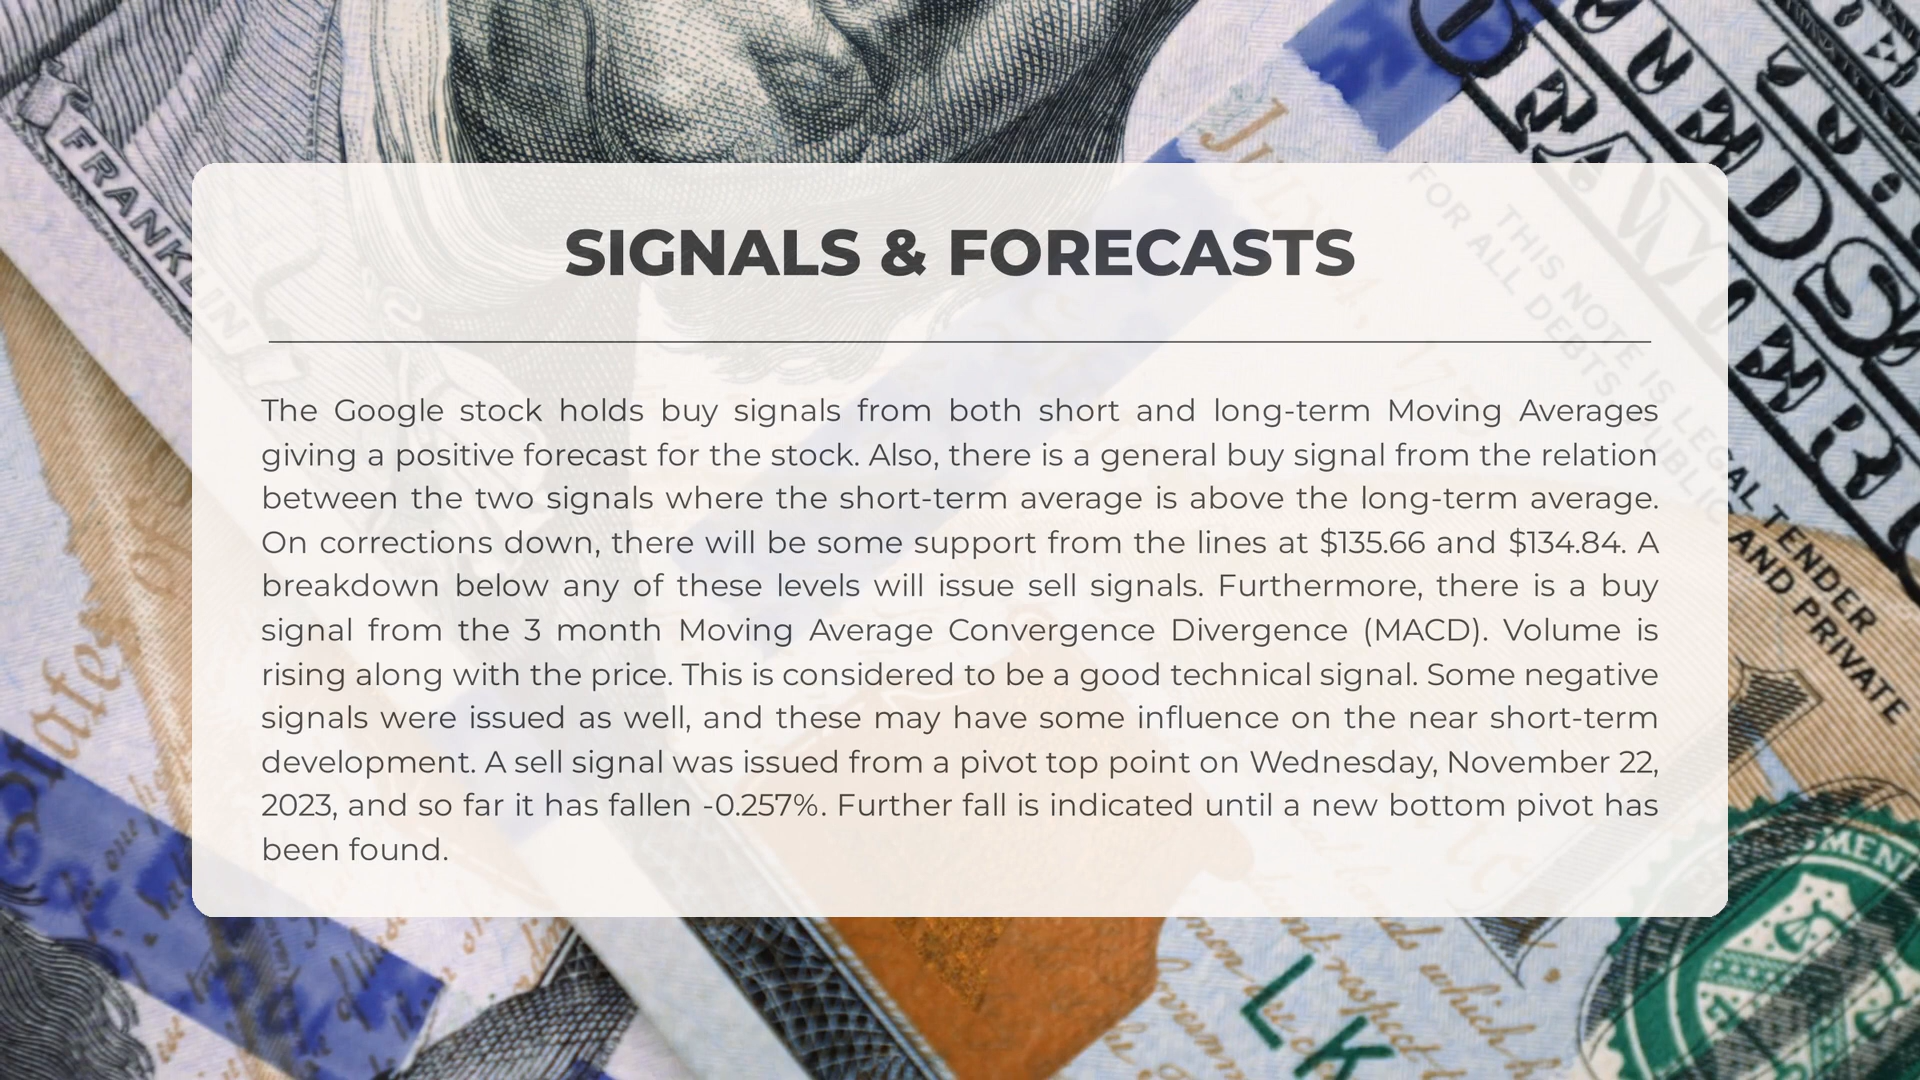 SIGNALS & FORECASTS
The Google stock holds buy signals from both short and long-term Moving Averages
giving a positive forecast for the stock. Also, there is a general buy signal from the relation
between the two signals where the short-term average is above the long-term average.
On corrections down, there will be some support from the lines at $135.66 and $134.84. A
breakdown below any of these levels will issue sell signals. Furthermore, there is a buy
signal from the 3 month Moving Average Convergence Divergence (MACD). Volume is
rising along with the price. This is considered to be a good technical signal. Some negative
signals were issued as well, and these may have some influence on the near short-term
development. A sell signal was issued from a pivot top point on Wednesday, November 22,
2023, and so far it has fallen -0.257%. Further fall is indicated until a new bottom pivot has
been found.
FRANKLIN
JULY 4,
THIS NOTE IS LEGAL TENDER
FOR ALL DEBTS, PUBLIC AND PRIVATE
L K